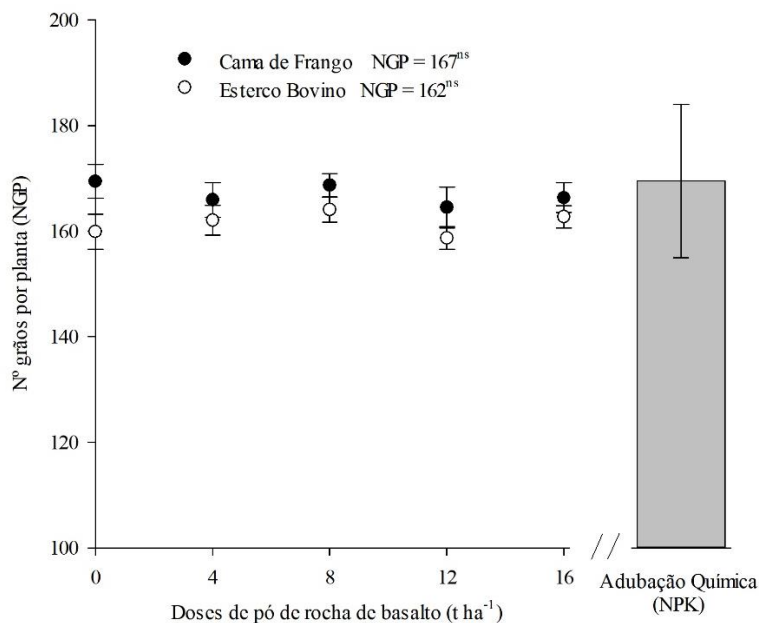 200
180
160
140
120
100
Nº grãos por planta (NGP)
Cama de Frango NGP = 167ⁿˢ
Esterco Bovino NGP = 162ⁿˢ
0 4 8 12 16
Doses de pó de rocha de basalto (t ha⁻¹)
//
Adubação Química
(NPK)